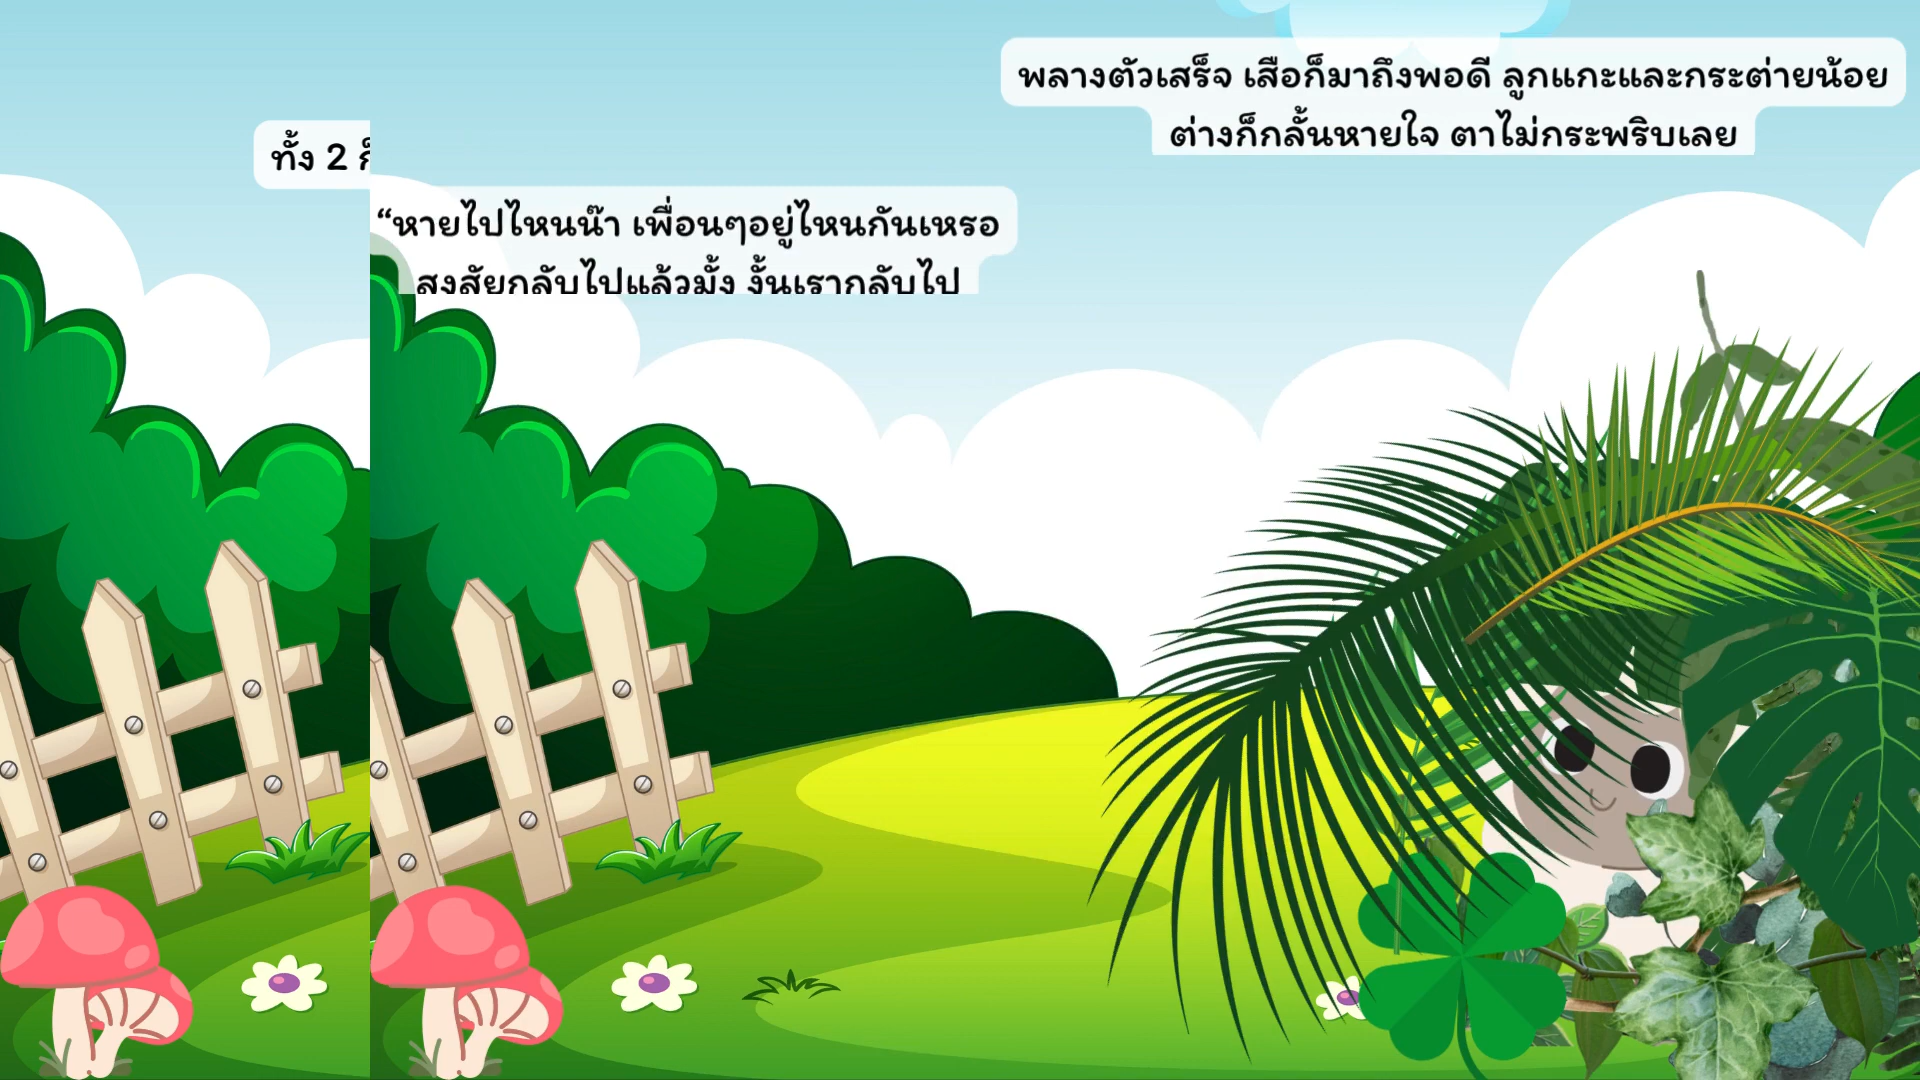 พลางตัวเสร็จ เสือก็มาถึงพอดี ลูกแกะและกระต่ายน้อย
ต่างก็กลั้นหายใจ ตาไม่กระพริบเลย
ทั้ง 2
“หายไปไหนน๊า เพื่อนๆอยู่ไหนกันเหรอ
สงสัยกลับไปแล้วมั้ง งั้นเรากลับไป